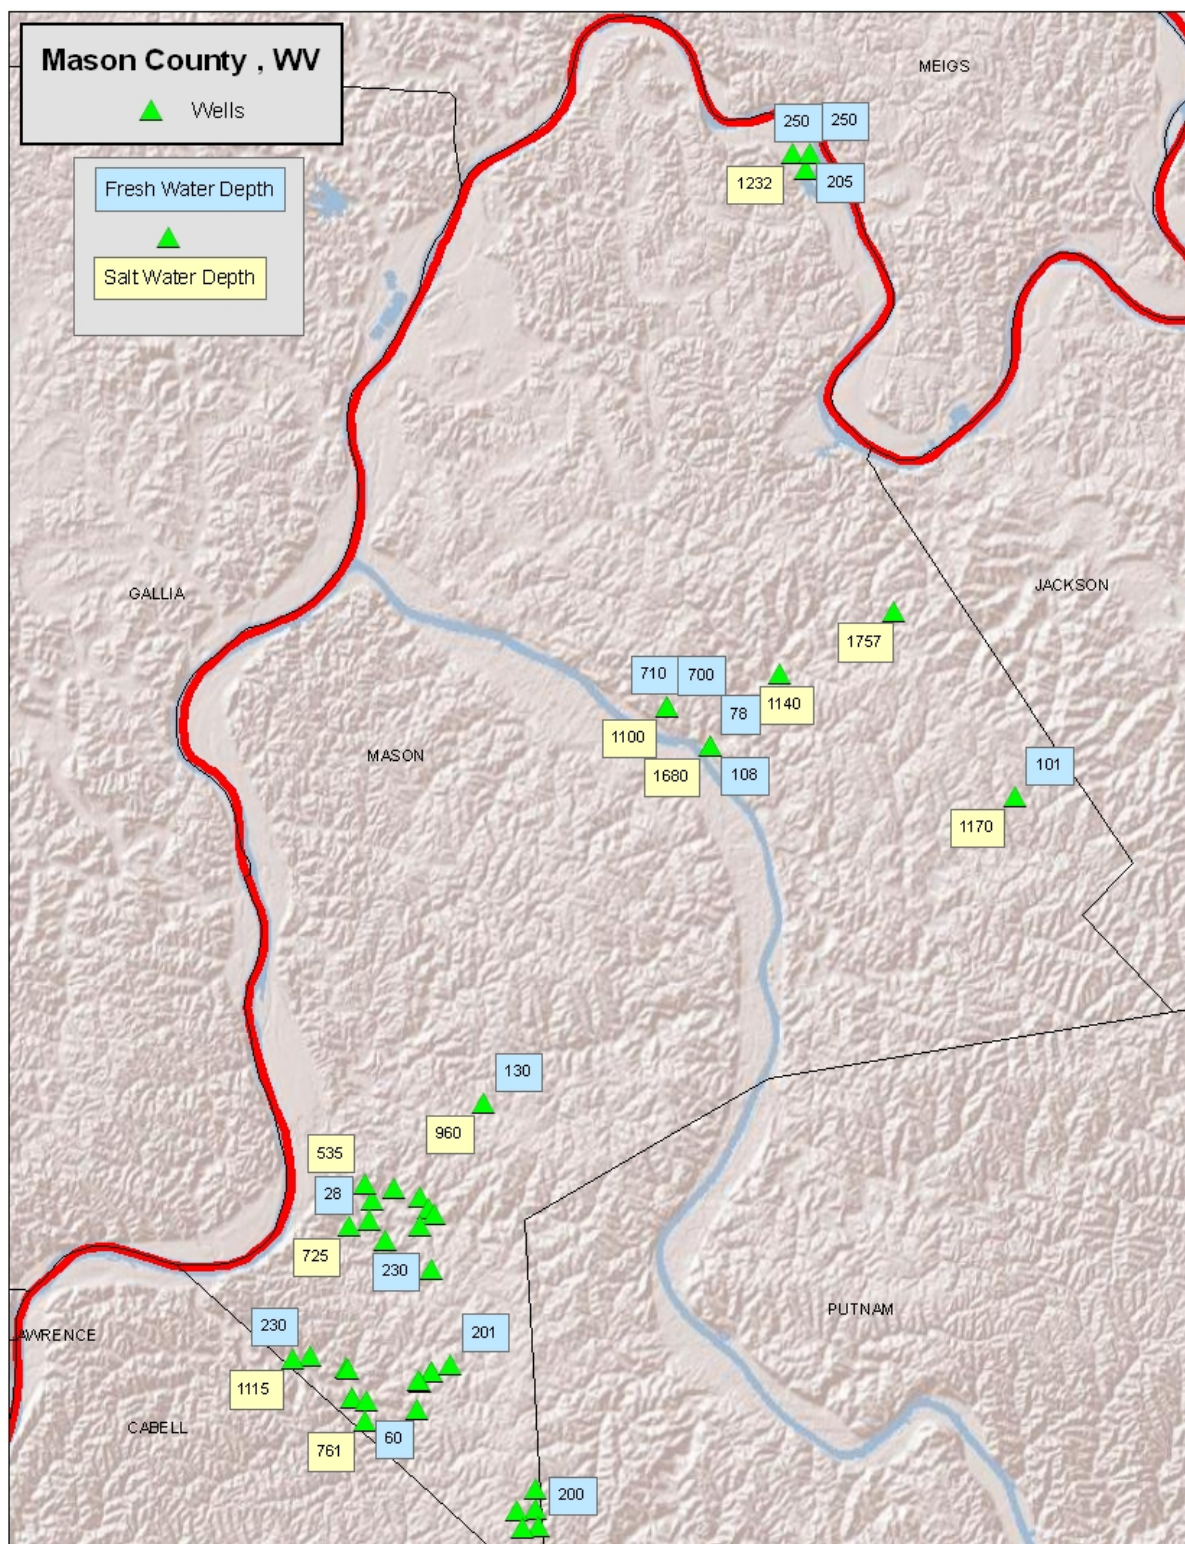 Mason County , WV
Wells
Fresh Water Depth
Salt Water Depth
MEIGS
250
250
1232
205
GALLIA
JACKSON
1757
710
700
78
1140
1100
MASON
1680
108
101
1170
130
960
535
28
725
230
230
201
PUTNAM
AWRENCE
1115
CABELL
761
60
200